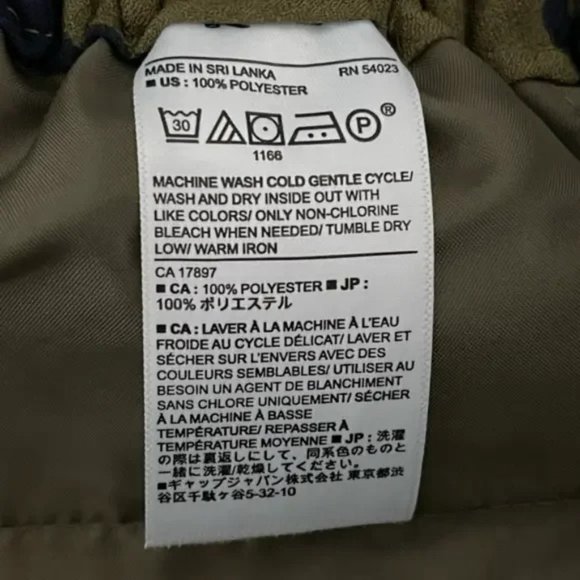 MADE IN SRI LANKA RN 54023
■ US : 100% POLYESTER
30 P ®
1166
MACHINE WASH COLD GENTLE CYCLE/
WASH AND DRY INSIDE OUT WITH
LIKE COLORS/ ONLY NON-CHLORINE
BLEACH WHEN NEEDED/ TUMBLE DRY
LOW/ WARM IRON
CA 17897
■ CA : 100% POLYESTER ■ JP :
100% ポリエステル
■ CA : LAVER À LA MACHINE À L'EAU
FROIDE AU CYCLE DÉLICAT/ LAVER ET
SÉCHER SUR L'ENVERS AVEC DES
COULEURS SEMBLABLES/ UTILISER AU
BESOIN UN AGENT DE BLANCHIMENT
SANS CHLORE UNIQUEMENT/ SÉCHER
À LA MACHINE À BASSE
TEMPÉRATURE/ REPASSER À
TEMPÉRATURE MOYENNE ■ JP : 洗濯
の際は裏返しにして、同系色のものと
一緒に洗濯/乾燥してください。
■ギャップジャパン株式会社 東京都渋
谷区千駄ヶ谷5-32-10